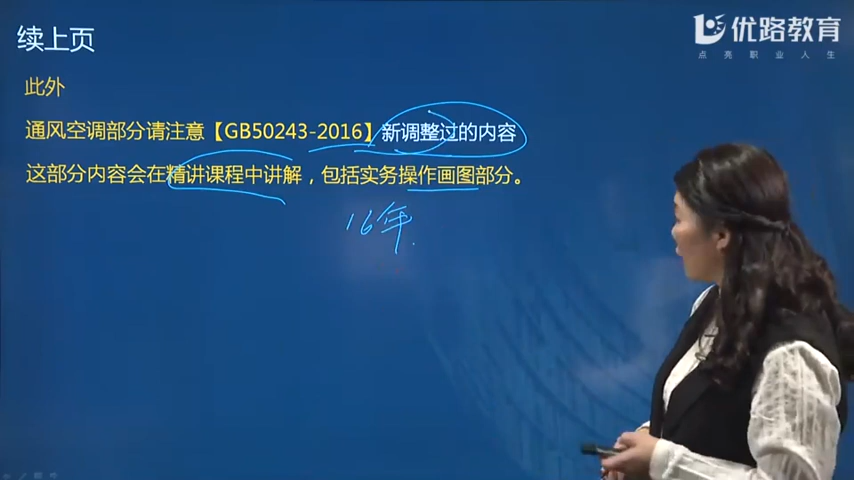 续上页
优路教育
点亮职业人生
此外
通风空调部分请注意【GB50243-2016】新调整过的内容
这部分内容会在精讲课程中讲解，包括实务操作画图部分。
16年.